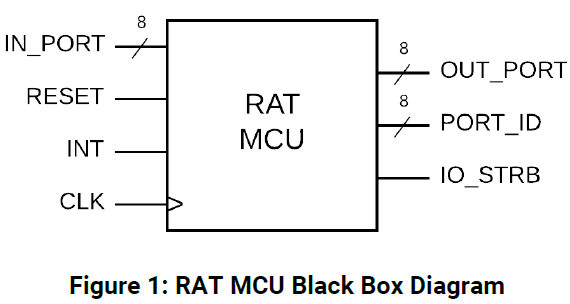 8
IN_PORT
RESET
INT
CLK
RAT
MCU
8
OUT_PORT
8
PORT_ID
IO_STRB
Figure 1: RAT MCU Black Box Diagram